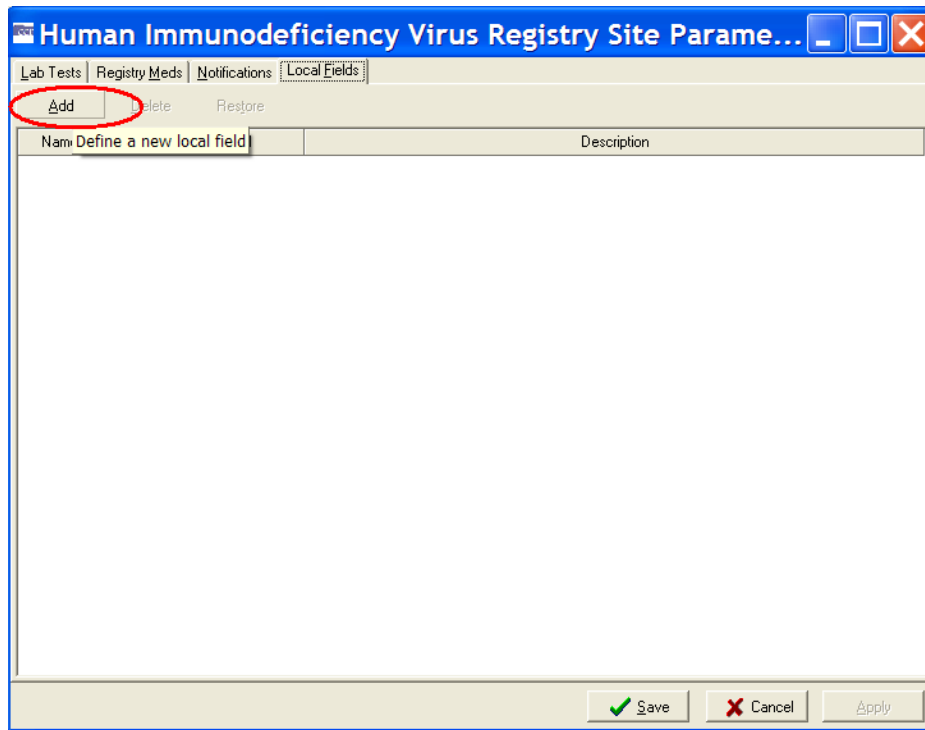 Human Immunodeficiency Virus Registry Site Parame...
Lab Tests Registry Meds Notifications Local Fields
Add Delete Restore
Define a new local field
Description
Save Cancel Apply